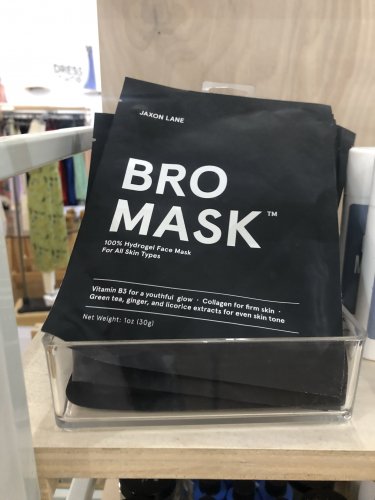 DRESS
JAXON LANE
BRO
MASK™
100% Hydrogel Face Mask
For All Skin Types
Vitamin B3 for a youthful glow · Collagen for firm skin ·
Green tea, ginger, and licorice extracts for even skin tone
Net Weight: 1oz (30g)